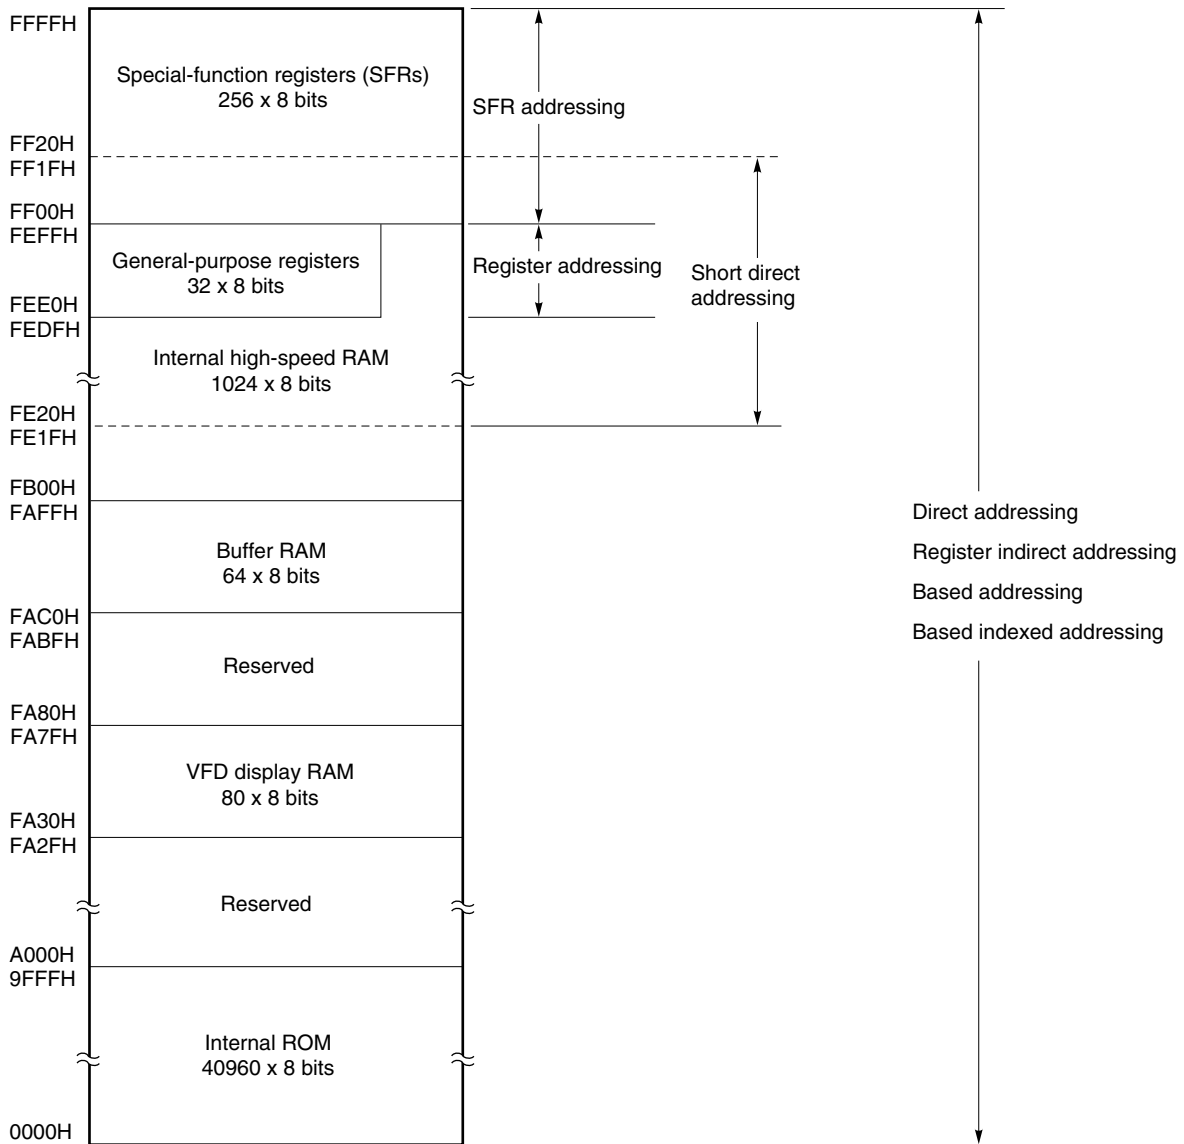 FFFFH
Special-function registers (SFRs)
256 x 8 bits
SFR addressing
FF20H
FF1FH
FF00H
FEFFH
General-purpose registers
32 x 8 bits
Register addressing
Short direct
addressing
FEE0H
FEDFH
Internal high-speed RAM
1024 x 8 bits
FE20H
FE1FH
FB00H
FAFFH
Direct addressing
Register indirect addressing
Based addressing
Based indexed addressing
Buffer RAM
64 x 8 bits
FAC0H
FABFH
Reserved
FA80H
FA7FH
VFD display RAM
80 x 8 bits
FA30H
FA2FH
Reserved
A000H
9FFFH
Internal ROM
40960 x 8 bits
0000H